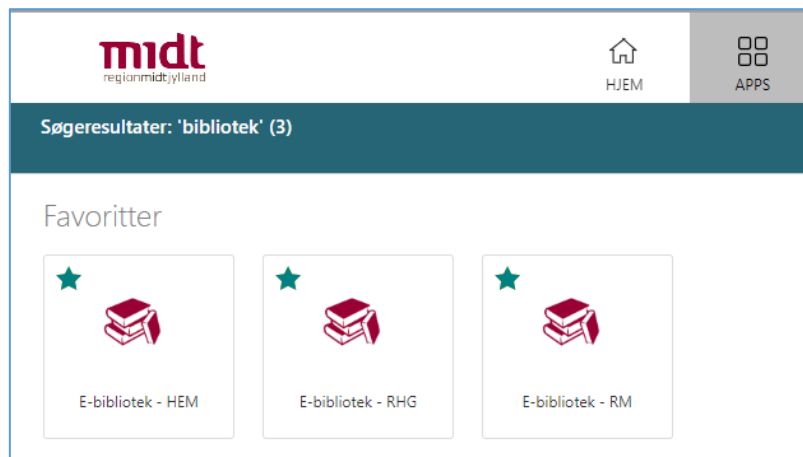 midt
regionmidtjylland
HJEM
APPS
Søgeresultater: 'bibliotek' (3)
Favoritter
E-bibliotek - HEM
E-bibliotek - RHG
E-bibliotek - RM